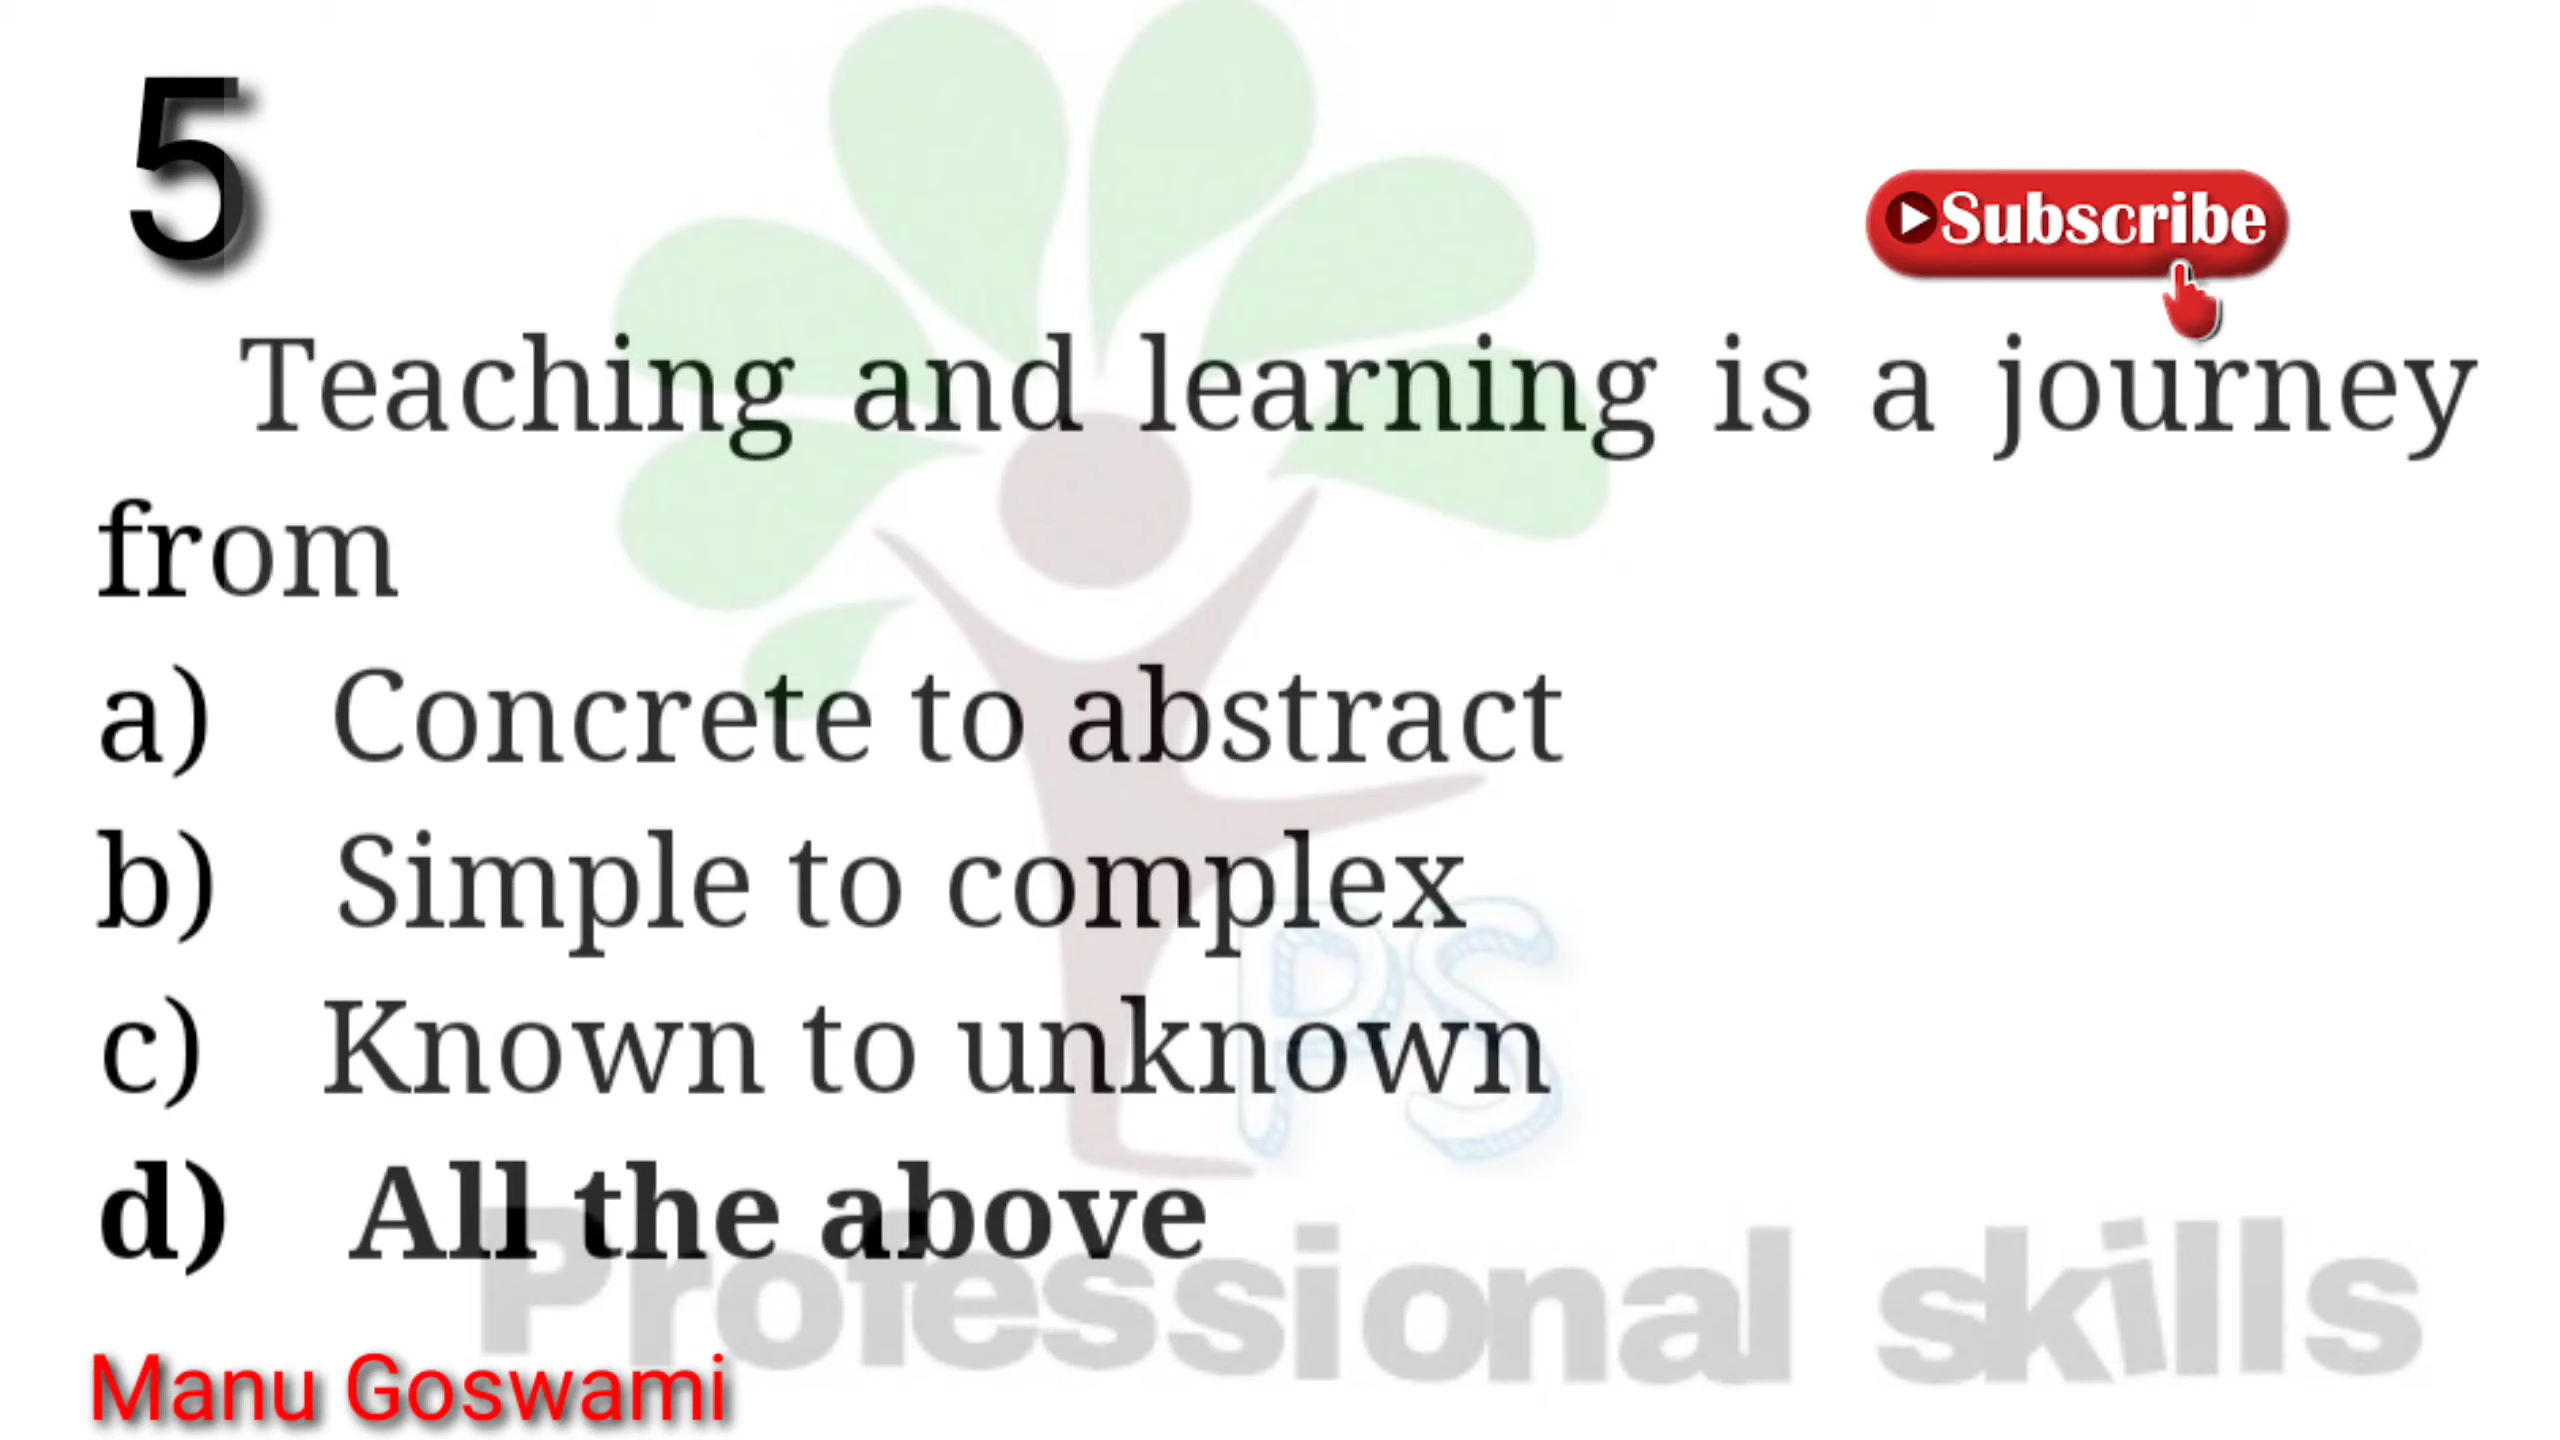 5
Subscribe
Teaching and learning is a journey
from
a) Concrete to abstract
b) Simple to complex
PS
c) Known to unknown
d) All the above
Professional skills
Manu Goswami